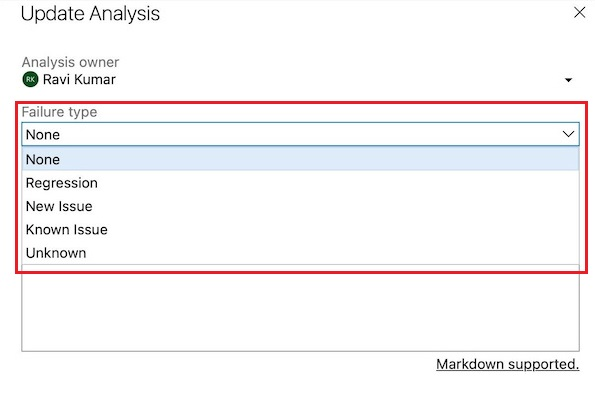 Update Analysis
Analysis owner
RK Ravi Kumar
Failure type
None
None
Regression
New Issue
Known Issue
Unknown
Markdown supported.